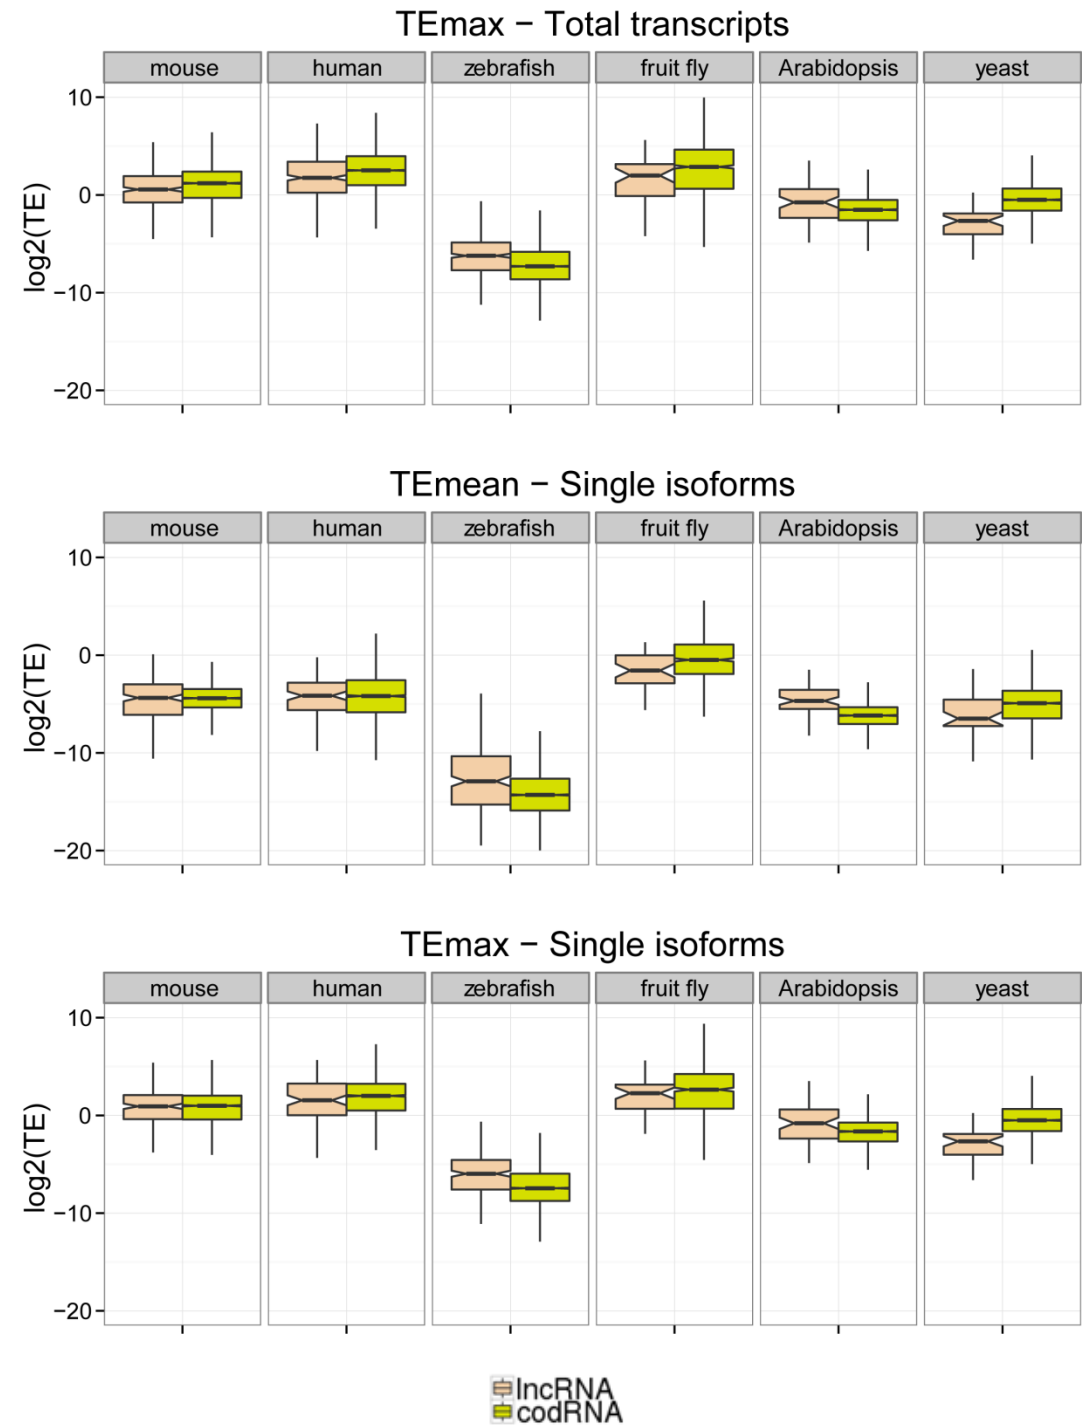 TEmax − Total transcripts
mouse human zebrafish fruit fly Arabidopsis yeast
10
0
−10
−20
log2(TE)
TEmean − Single isoforms
mouse human zebrafish fruit fly Arabidopsis yeast
10
0
−10
−20
log2(TE)
TEmax − Single isoforms
mouse human zebrafish fruit fly Arabidopsis yeast
10
0
−10
−20
log2(TE)
lncRNA
codRNA